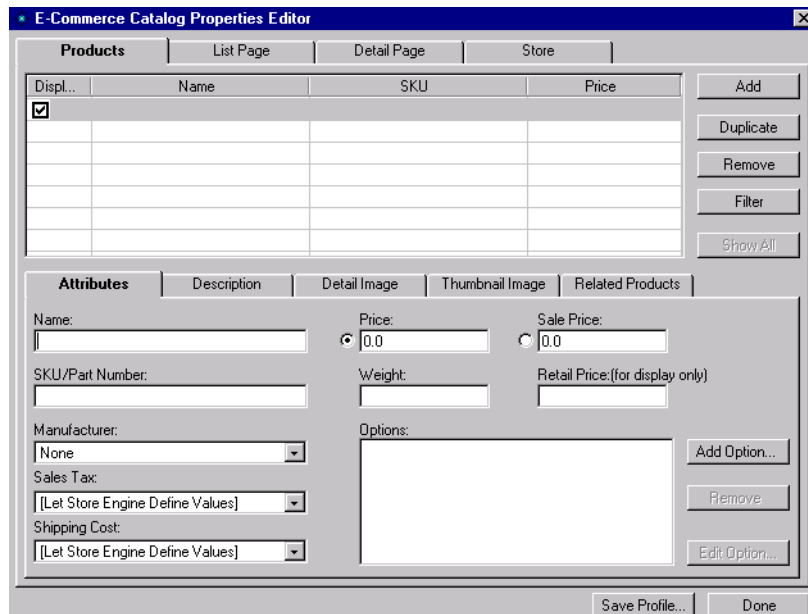 E-Commerce Catalog Properties Editor
Products List Page Detail Page Store
Displ... Name SKU Price
Add
Duplicate
Remove
Filter
Show All
Attributes Description Detail Image Thumbnail Image Related Products
Name: Price: Sale Price:
0.0 0.0
SKU/Part Number: Weight: Retail Price:(for display only)
Manufacturer: Options:
None
Add Option...
Sales Tax:
[Let Store Engine Define Values]
Remove
Shipping Cost:
[Let Store Engine Define Values]
Edit Option...
Save Profile... Done